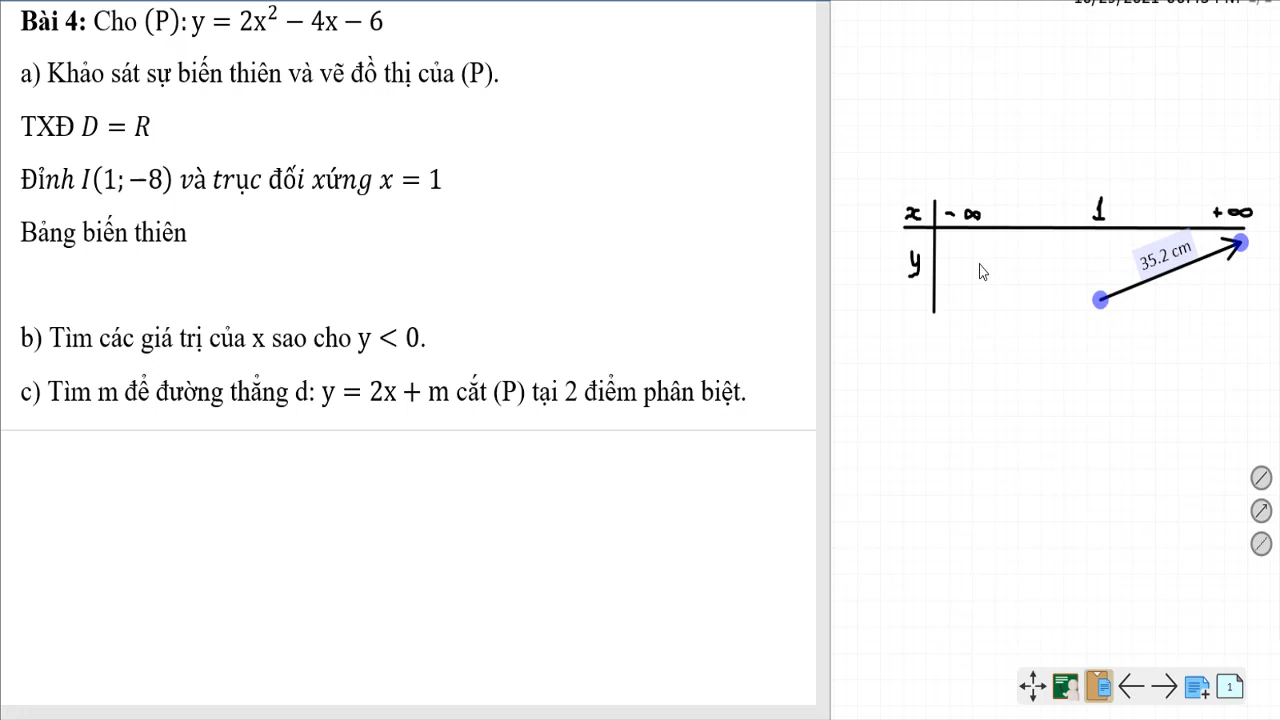 Bài 4: Cho (P): y = 2x² − 4x − 6
a) Khảo sát sự biến thiên và vẽ đồ thị của (P).
TXĐ D = R
Đỉnh I(1; −8) và trục đối xứng x = 1
Bảng biến thiên
b) Tìm các giá trị của x sao cho y < 0.
c) Tìm m để đường thẳng d: y = 2x + m cắt (P) tại 2 điểm phân biệt.
x - ∞ 1 + ∞
y
35.2 cm
1